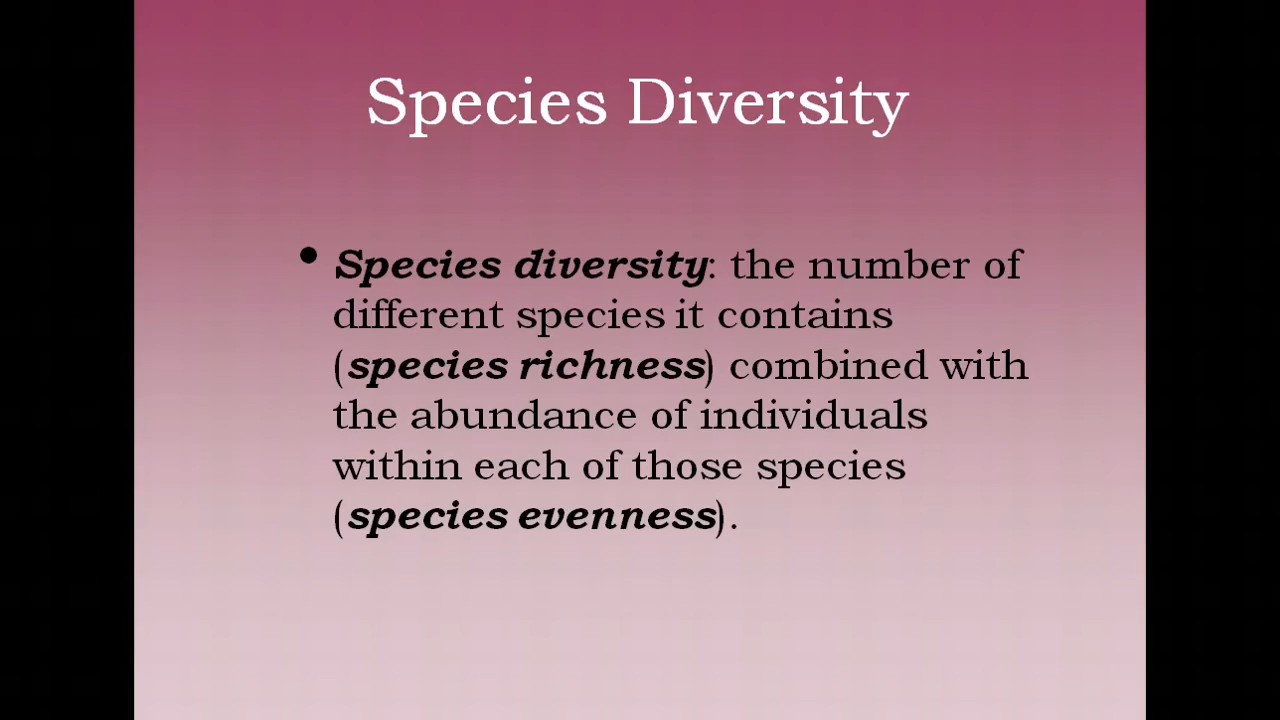 Species Diversity
• Species diversity: the number of
different species it contains
(species richness) combined with
the abundance of individuals
within each of those species
(species evenness).